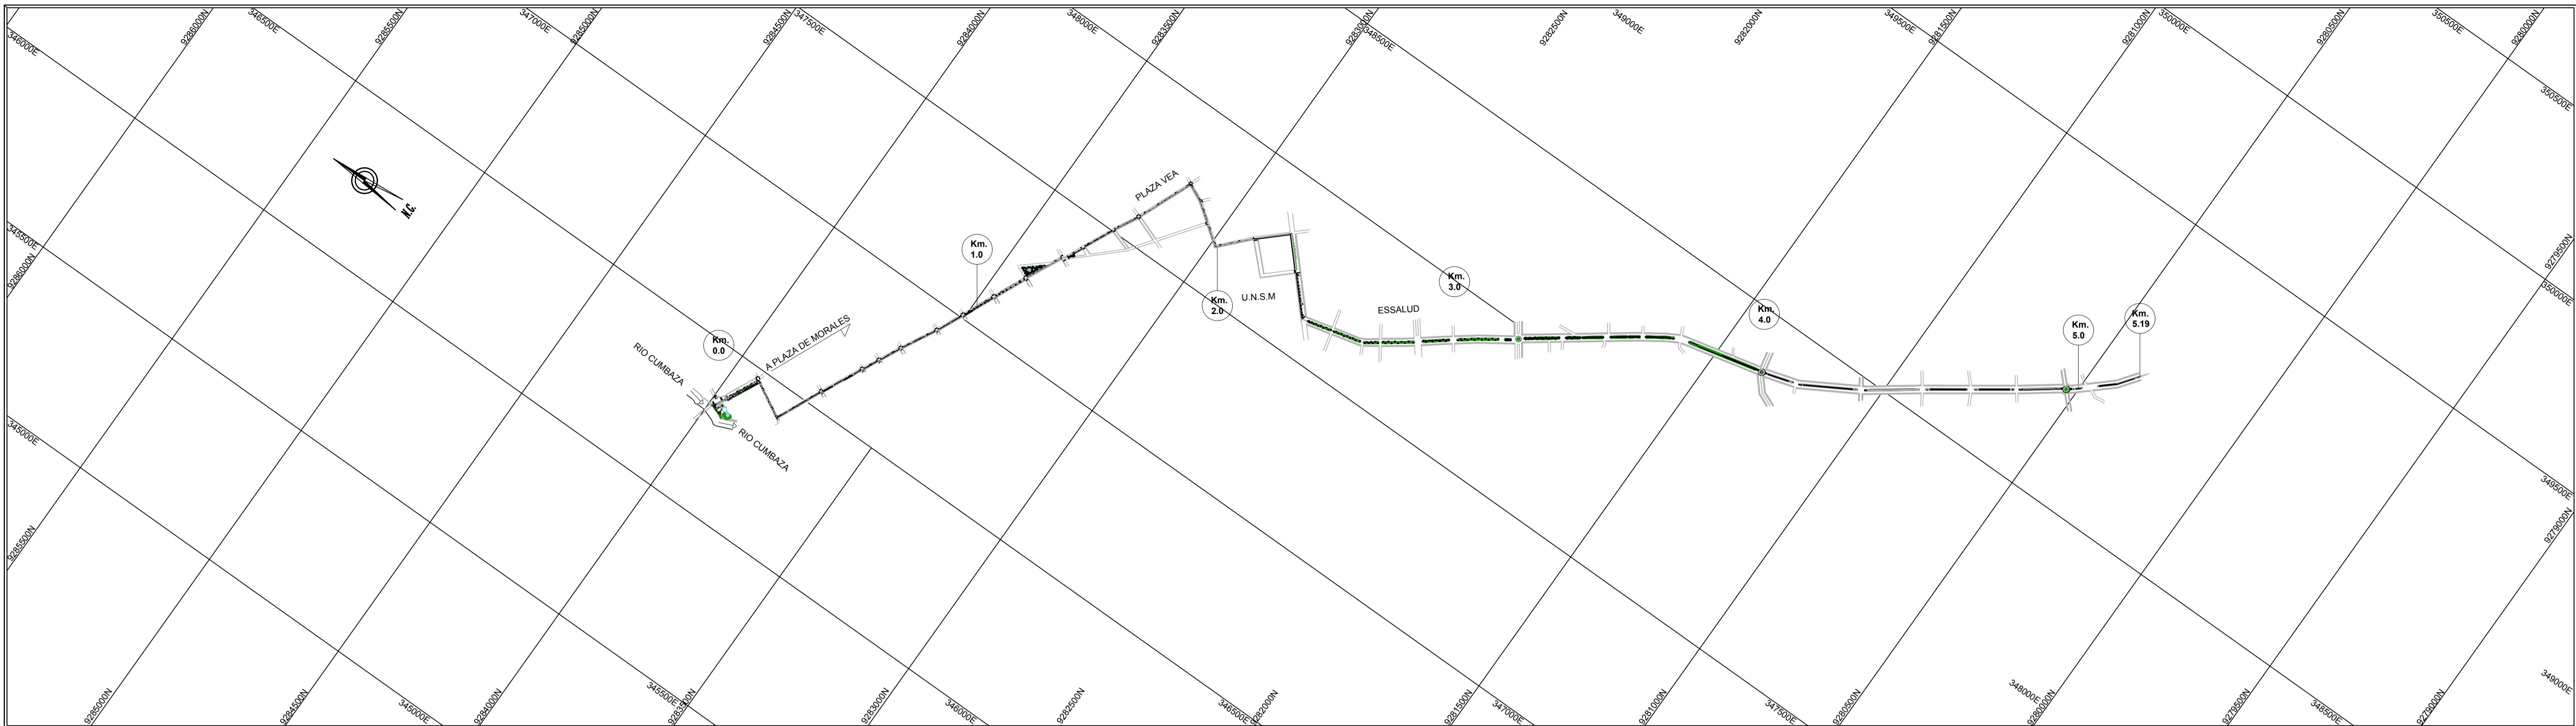 346000E
9286000N
346500E
9285500N
347000E
9285000N
9284500N
347500E
9284000N
348000E
9283500N
9283000N
348500E
9282500N
349000E
9282000N
349500E
9281500N
9281000N
350000E
9280500N
350500E
9280000N
350500E
N.G.
345500E
9286000N
PLAZA VEA
Km.
1.0
Km.
2.0
U.N.S.M
ESSALUD
Km.
3.0
Km.
4.0
Km.
5.0
Km.
5.19
9279500N
350000E
Km.
0.0
A PLAZA DE MORALES
RIO CUMBAZA
RIO CUMBAZA
345000E
349500E
9285500N
9279000N
9285000N
9284500N
345000E
9284000N
345500E
9283500N
9283000N
346000E
9282500N
346500E
9282000N
9281500N
347000E
9281000N
347500E
9280500N
348000E
9280000N
9279500N
348500E
9279000N
349000E